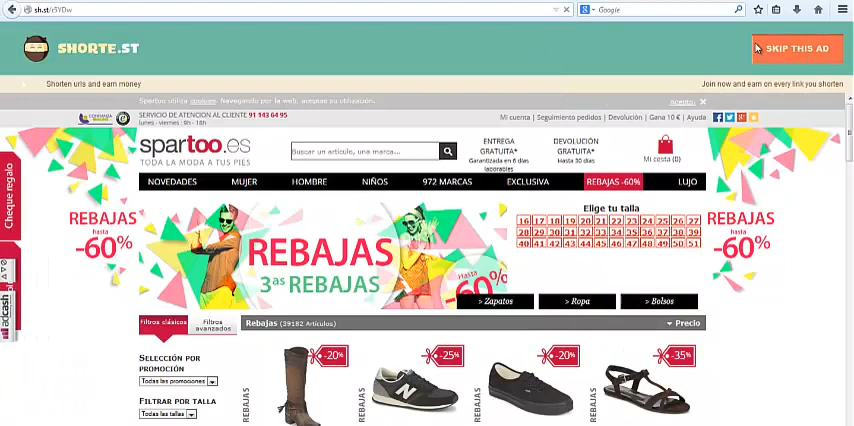 sh.st/c5YDw
Google
SHORTE.ST
SKIP THIS AD
Shorten urls and earn money
Join now and earn on every link you shorten
Spartoo utiliza cookies. Navegando por la web, aceptas su utilización.
Acepto
SERVICIO DE ATENCION AL CLIENTE 91 143 64 95
lunes - viernes : 9h - 18h
Mi cuenta | Seguimiento pedidos | Devolución | Gana 10 € | Ayuda
CONFIANZA
spartoo.es
TODA LA MODA A TUS PIES
Buscar un artículo, una marca...
ENTREGA
GRATUITA*
Garantizada en 6 días
laborables
DEVOLUCIÓN
GRATUITA*
Hasta 30 días
Mi cesta (0)
NOVEDADES MUJER HOMBRE NIÑOS 972 MARCAS EXCLUSIVA REBAJAS -60% LUJO
Cheque regalo
adcash
REBAJAS
hasta
-60%
REBAJAS
3as REBAJAS
Hasta
-60%
Elige tu talla
16 17 18 19 20 21 22 23 24 25 26 27
28 29 30 31 32 33 34 35 36 37 38 39
40 41 42 43 44 45 46 47 48 49 50 51
> Zapatos > Ropa > Bolsos
REBAJAS
hasta
-60%
Filtros clásicos
Filtros
avanzados
Rebajas (39182 Artículos)
Precio
SELECCIÓN POR
PROMOCIÓN
Todas las promociones
FILTRAR POR TALLA
Todas las tallas
REBAJAS
-20%
REBAJAS
-25%
N
REBAJAS
-20%
REBAJAS
-35%